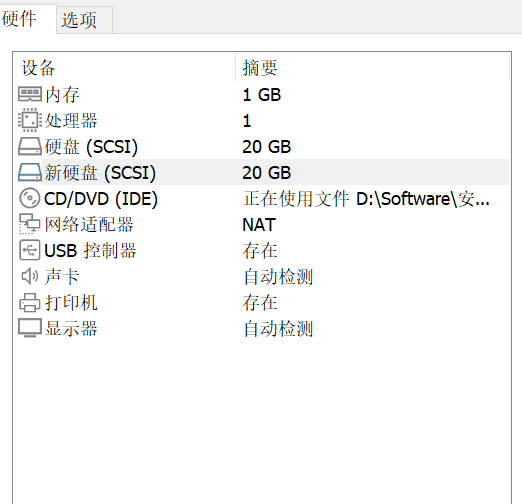 硬件 选项
设备 摘要
内存 1 GB
处理器 1
硬盘 (SCSI) 20 GB
新硬盘 (SCSI) 20 GB
CD/DVD (IDE) 正在使用文件 D:\Software\安...
网络适配器 NAT
USB 控制器 存在
声卡 自动检测
打印机 存在
显示器 自动检测